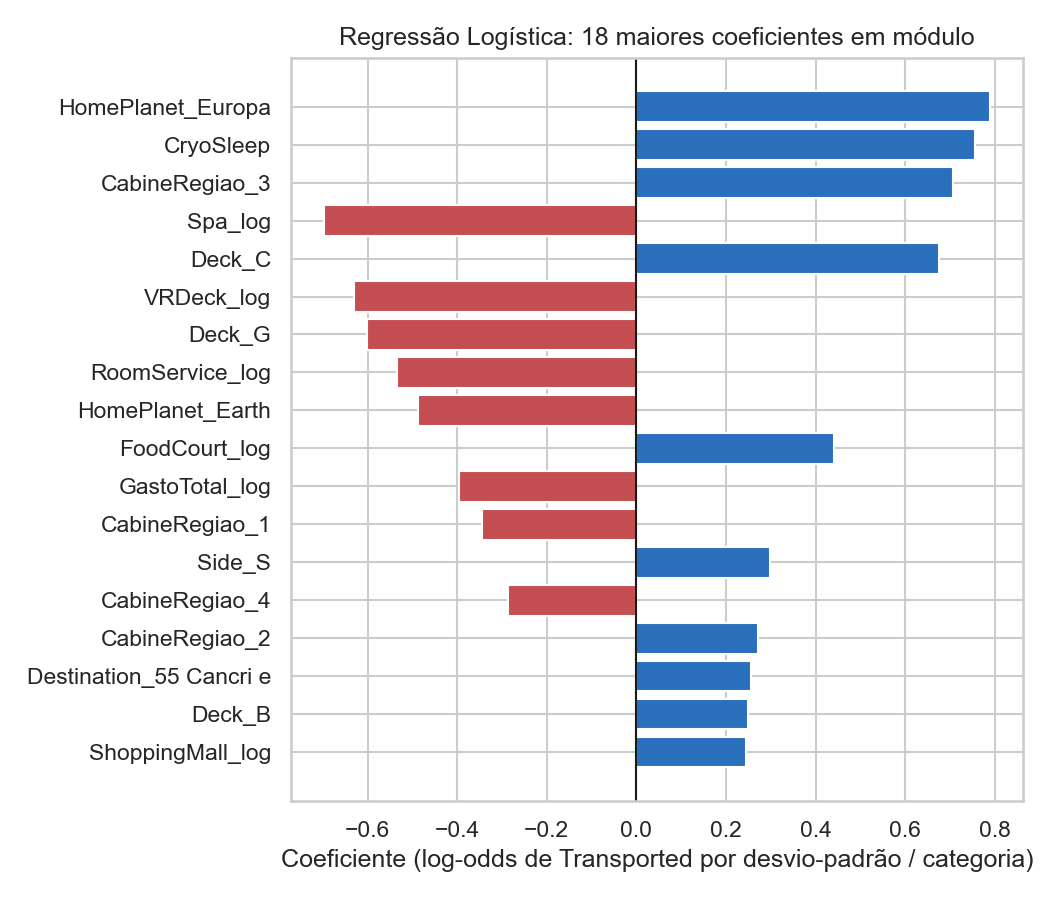 Regressão Logística: 18 maiores coeficientes em módulo
HomePlanet_Europa
CryoSleep
CabineRegiao_3
Spa_log
Deck_C
VRDeck_log
Deck_G
RoomService_log
HomePlanet_Earth
FoodCourt_log
GastoTotal_log
CabineRegiao_1
Side_S
CabineRegiao_4
CabineRegiao_2
Destination_55 Cancri e
Deck_B
ShoppingMall_log
−0.6 −0.4 −0.2 0.0 0.2 0.4 0.6 0.8
Coeficiente (log-odds de Transported por desvio-padrão / categoria)